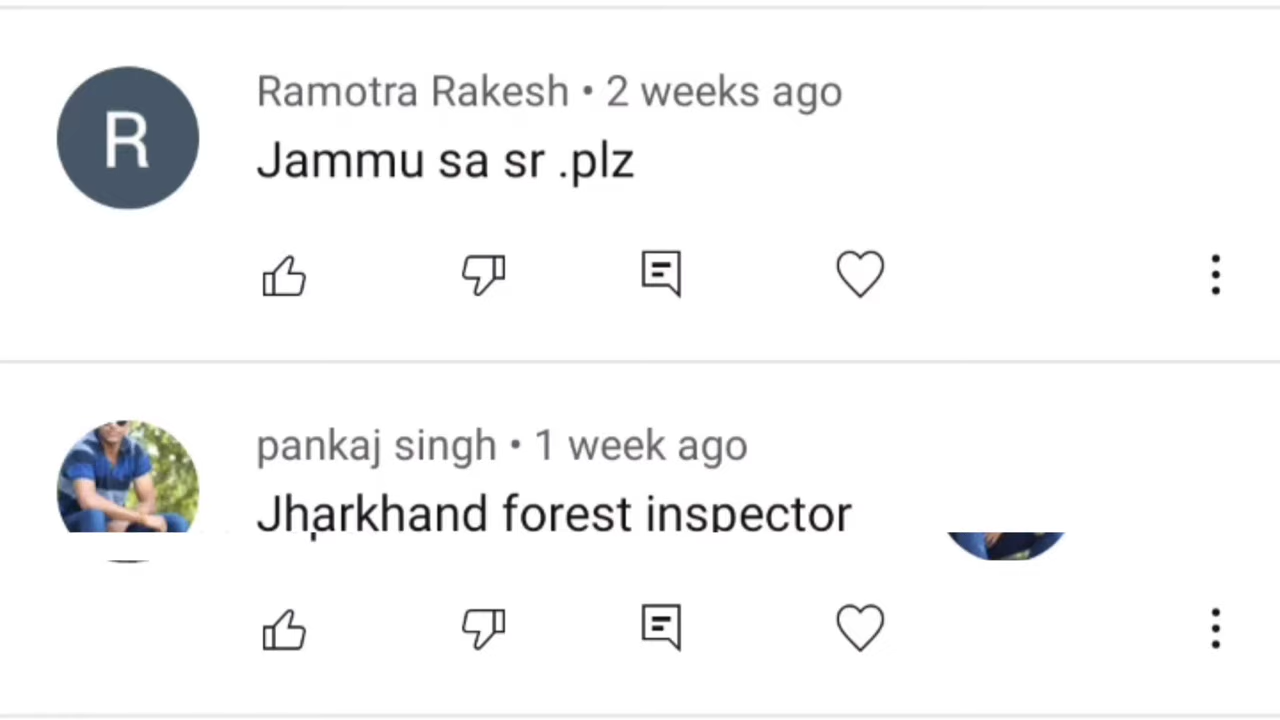 R
Ramotra Rakesh • 2 weeks ago
Jammu sa sr .plz
pankaj singh • 1 week ago
Jharkhand forest inspector